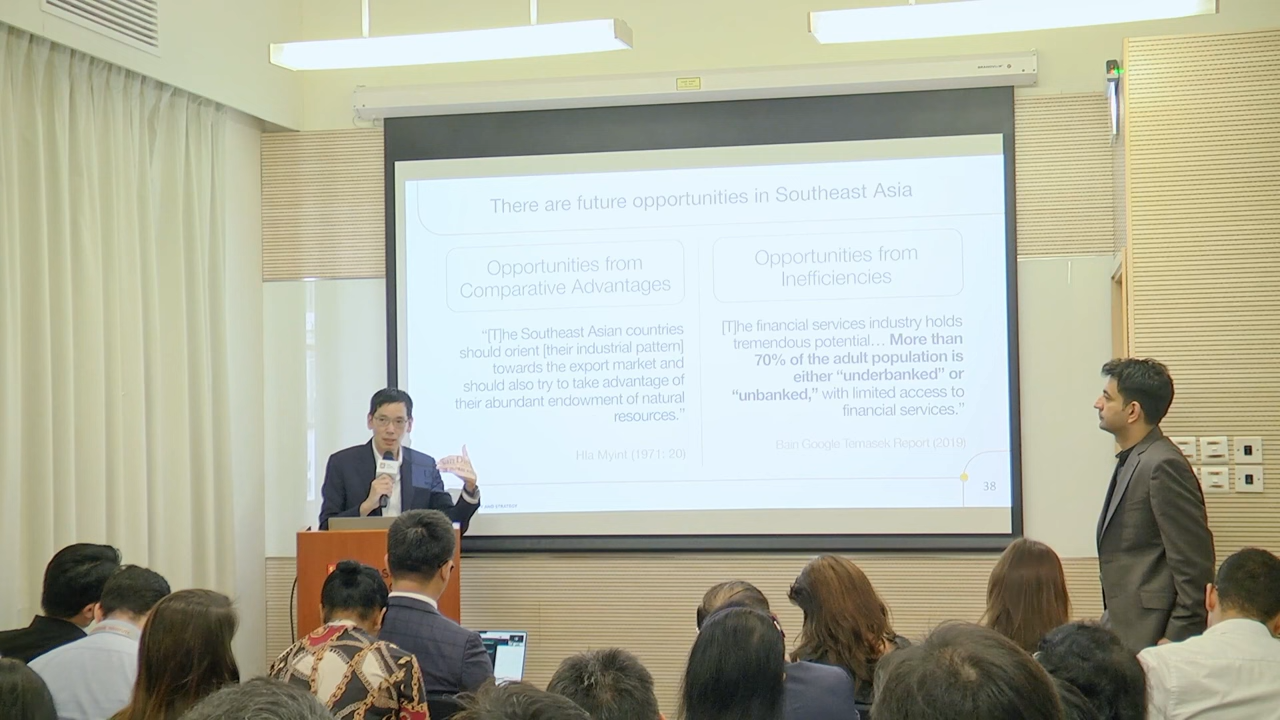 There are future opportunities in Southeast Asia
Opportunities from
Comparative Advantages
"[T]he Southeast Asian countries
should orient [their industrial pattern]
towards the export market and
should also try to take advantage of
their abundant endowment of natural
resources."
Hla Myint (1971: 20)
Opportunities from
Inefficiencies
[T]he financial services industry holds
tremendous potential… More than
70% of the adult population is
either "underbanked" or
"unbanked," with limited access to
financial services."
Bain Google Temasek Report (2019)
38